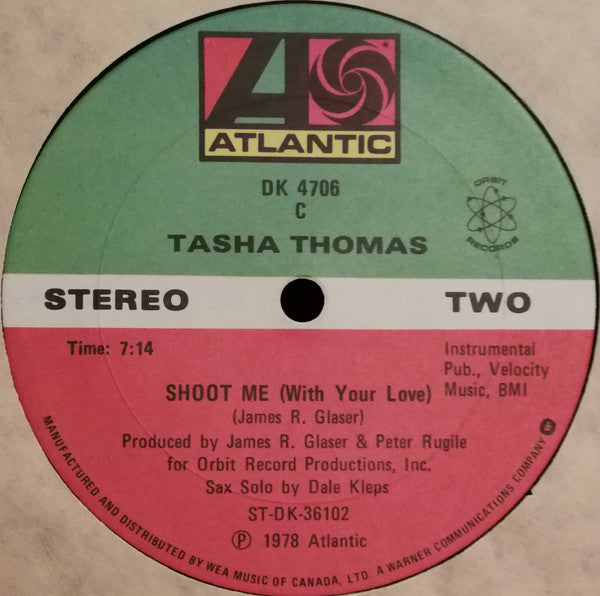 ATLANTIC
DK 4706
C
ORBIT
RECORDS
TASHA THOMAS
STEREO
TWO
Time: 7:14
Instrumental
Pub., Velocity
Music, BMI
SHOOT ME (With Your Love)
(James R. Glaser)
Produced by James R. Glaser & Peter Rugile
for Orbit Record Productions, Inc.
Sax Solo by Dale Kleps
ST-DK-36102
Ⓟ 1978 Atlantic
MANUFACTURED AND DISTRIBUTED BY WEA MUSIC OF CANADA, LTD. A WARNER COMMUNICATIONS COMPANY